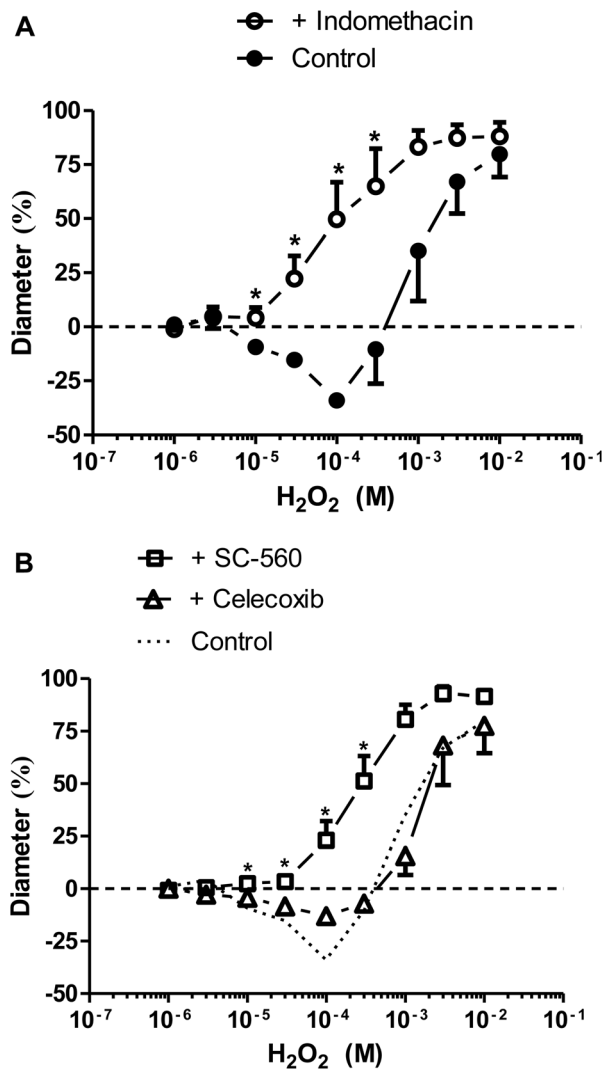 A
+ Indomethacin
Control
100
75
50
25
0
-25
-50
Diameter (%)
* * * * *
10⁻⁷ 10⁻⁶ 10⁻⁵ 10⁻⁴ 10⁻³ 10⁻² 10⁻¹
H₂O₂ (M)
B
+ SC-560
+ Celecoxib
Control
100
75
50
25
0
-25
-50
Diameter (%)
* * * *
10⁻⁷ 10⁻⁶ 10⁻⁵ 10⁻⁴ 10⁻³ 10⁻² 10⁻¹
H₂O₂ (M)